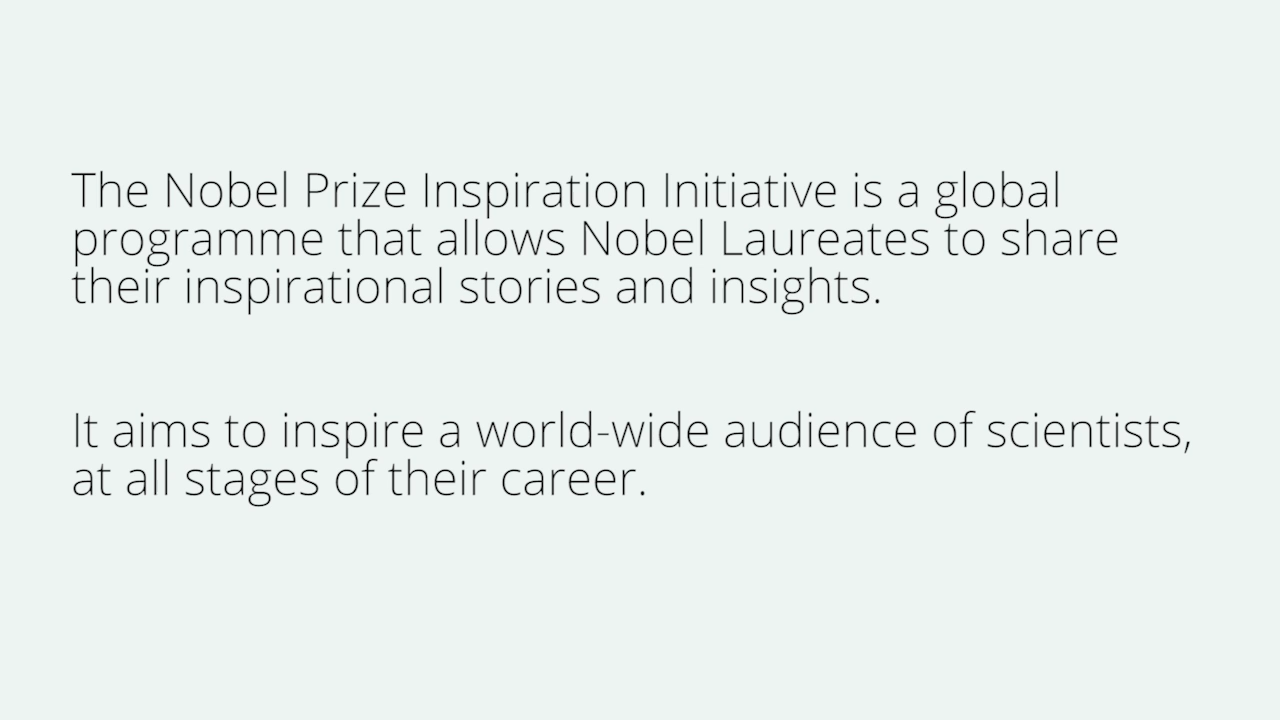 The Nobel Prize Inspiration Initiative is a global
programme that allows Nobel Laureates to share
their inspirational stories and insights.
It aims to inspire a world-wide audience of scientists,
at all stages of their career.